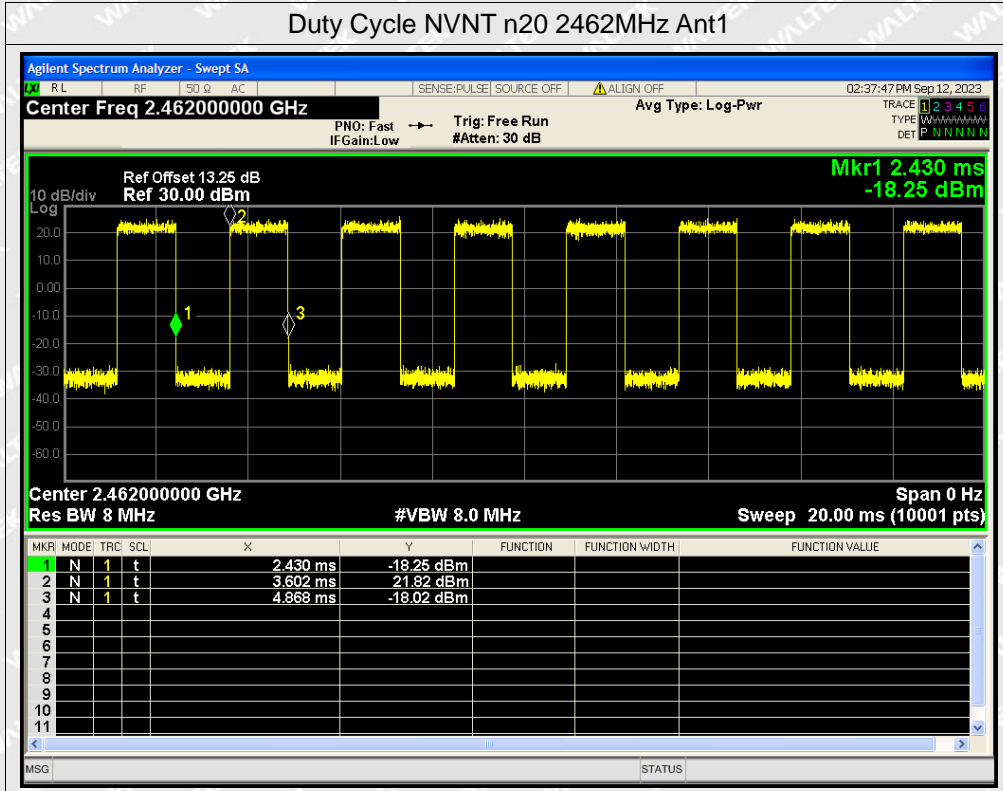 Duty Cycle NVNT n20 2462MHz Ant1
Agilent Spectrum Analyzer - Swept SA
LXI RL RF 50 Ω AC SENSE:PULSE SOURCE OFF ALIGN OFF 02:37:47 PM Sep 12, 2023
Center Freq 2.462000000 GHz
PNO: Fast
IFGain:Low
Trig: Free Run
#Atten: 30 dB
Avg Type: Log-Pwr
TRACE 1 2 3 4 5 6
TYPE WWWWWW
DET P N N N N N
Mkr1 2.430 ms
-18.25 dBm
Ref Offset 13.25 dB
10 dB/div Ref 30.00 dBm
Log
20.0
10.0
0.00
-10.0
-20.0
-30.0
-40.0
-50.0
-60.0
2
1
3
Center 2.462000000 GHz Span 0 Hz
Res BW 8 MHz #VBW 8.0 MHz Sweep 20.00 ms (10001 pts)
MKR MODE TRC SCL X Y FUNCTION FUNCTION WIDTH FUNCTION VALUE
1 N 1 t 2.430 ms -18.25 dBm
2 N 1 t 3.602 ms 21.82 dBm
3 N 1 t 4.868 ms -18.02 dBm
4
5
6
7
8
9
10
11
MSG STATUS